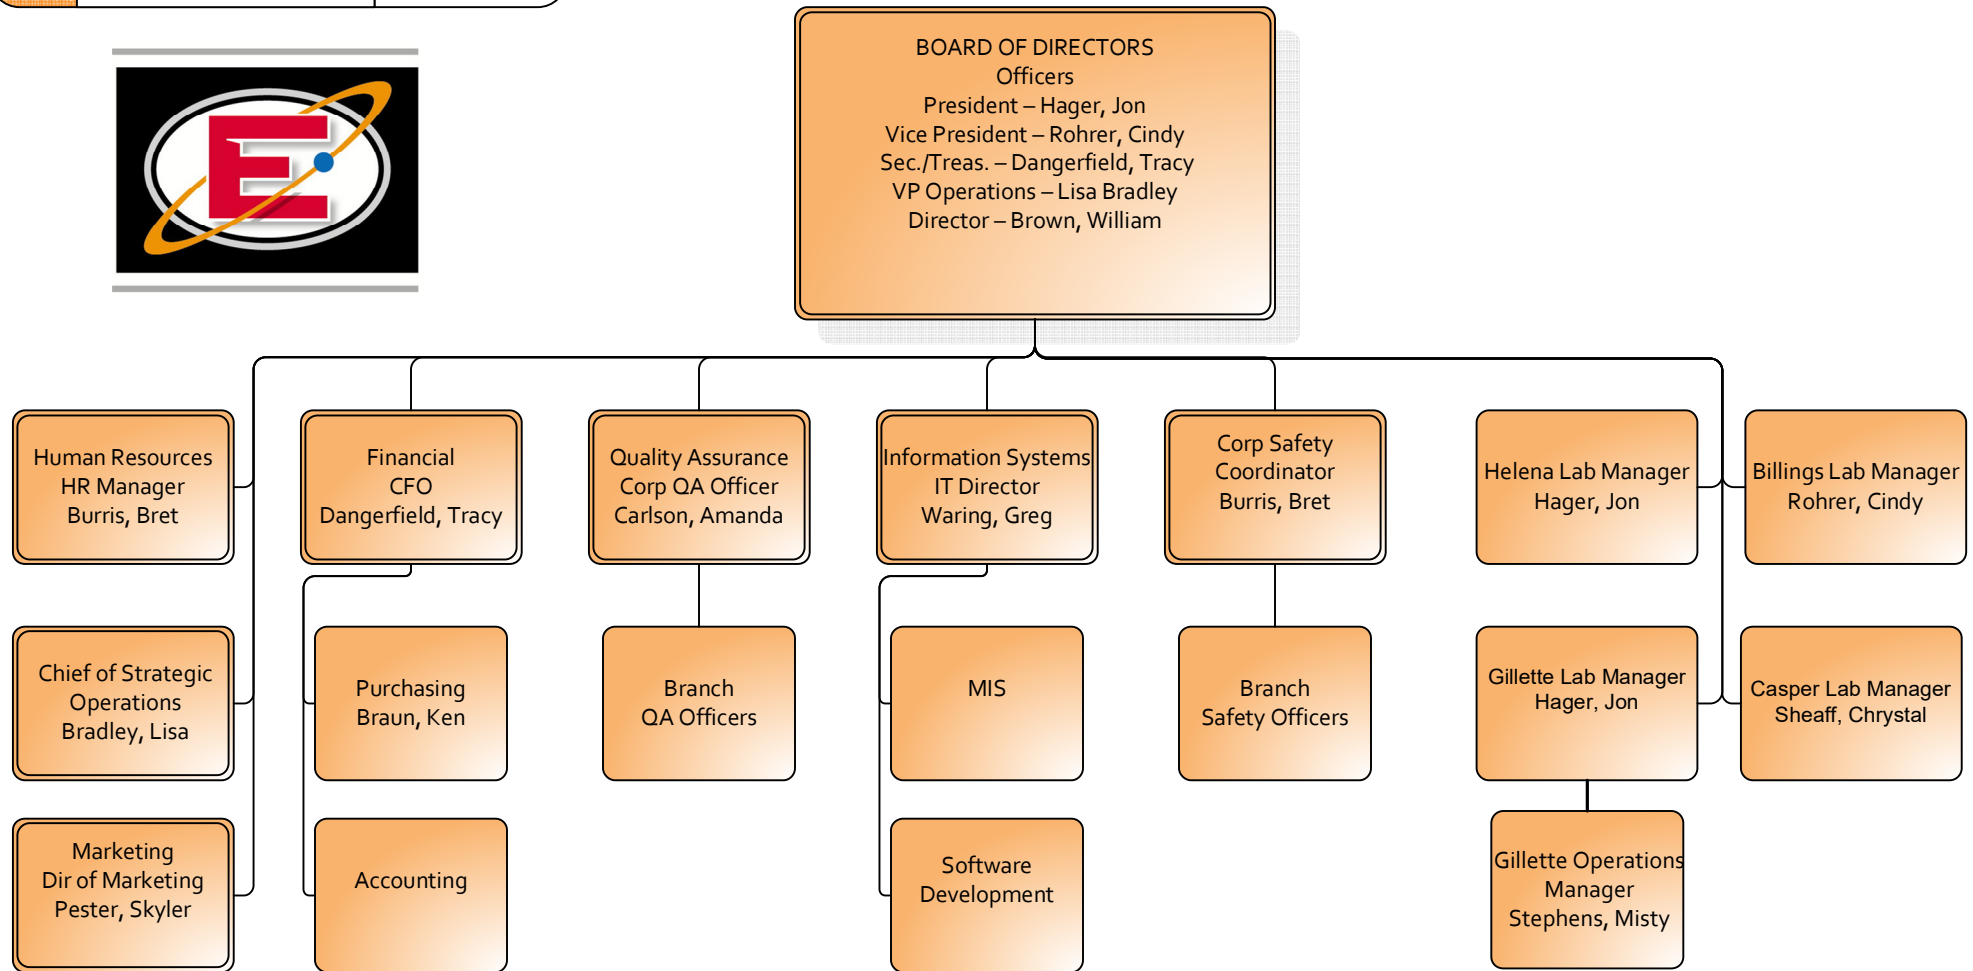 E
BOARD OF DIRECTORS
Officers
President – Hager, Jon
Vice President – Rohrer, Cindy
Sec./Treas. – Dangerfield, Tracy
VP Operations – Lisa Bradley
Director – Brown, William
Human Resources
HR Manager
Burris, Bret
Financial
CFO
Dangerfield, Tracy
Quality Assurance
Corp QA Officer
Carlson, Amanda
Information Systems
IT Director
Waring, Greg
Corp Safety
Coordinator
Burris, Bret
Helena Lab Manager
Hager, Jon
Billings Lab Manager
Rohrer, Cindy
Chief of Strategic
Operations
Bradley, Lisa
Purchasing
Braun, Ken
Branch
QA Officers
MIS
Branch
Safety Officers
Gillette Lab Manager
Hager, Jon
Casper Lab Manager
Sheaff, Chrystal
Marketing
Dir of Marketing
Pester, Skyler
Accounting
Software
Development
Gillette Operations
Manager
Stephens, Misty